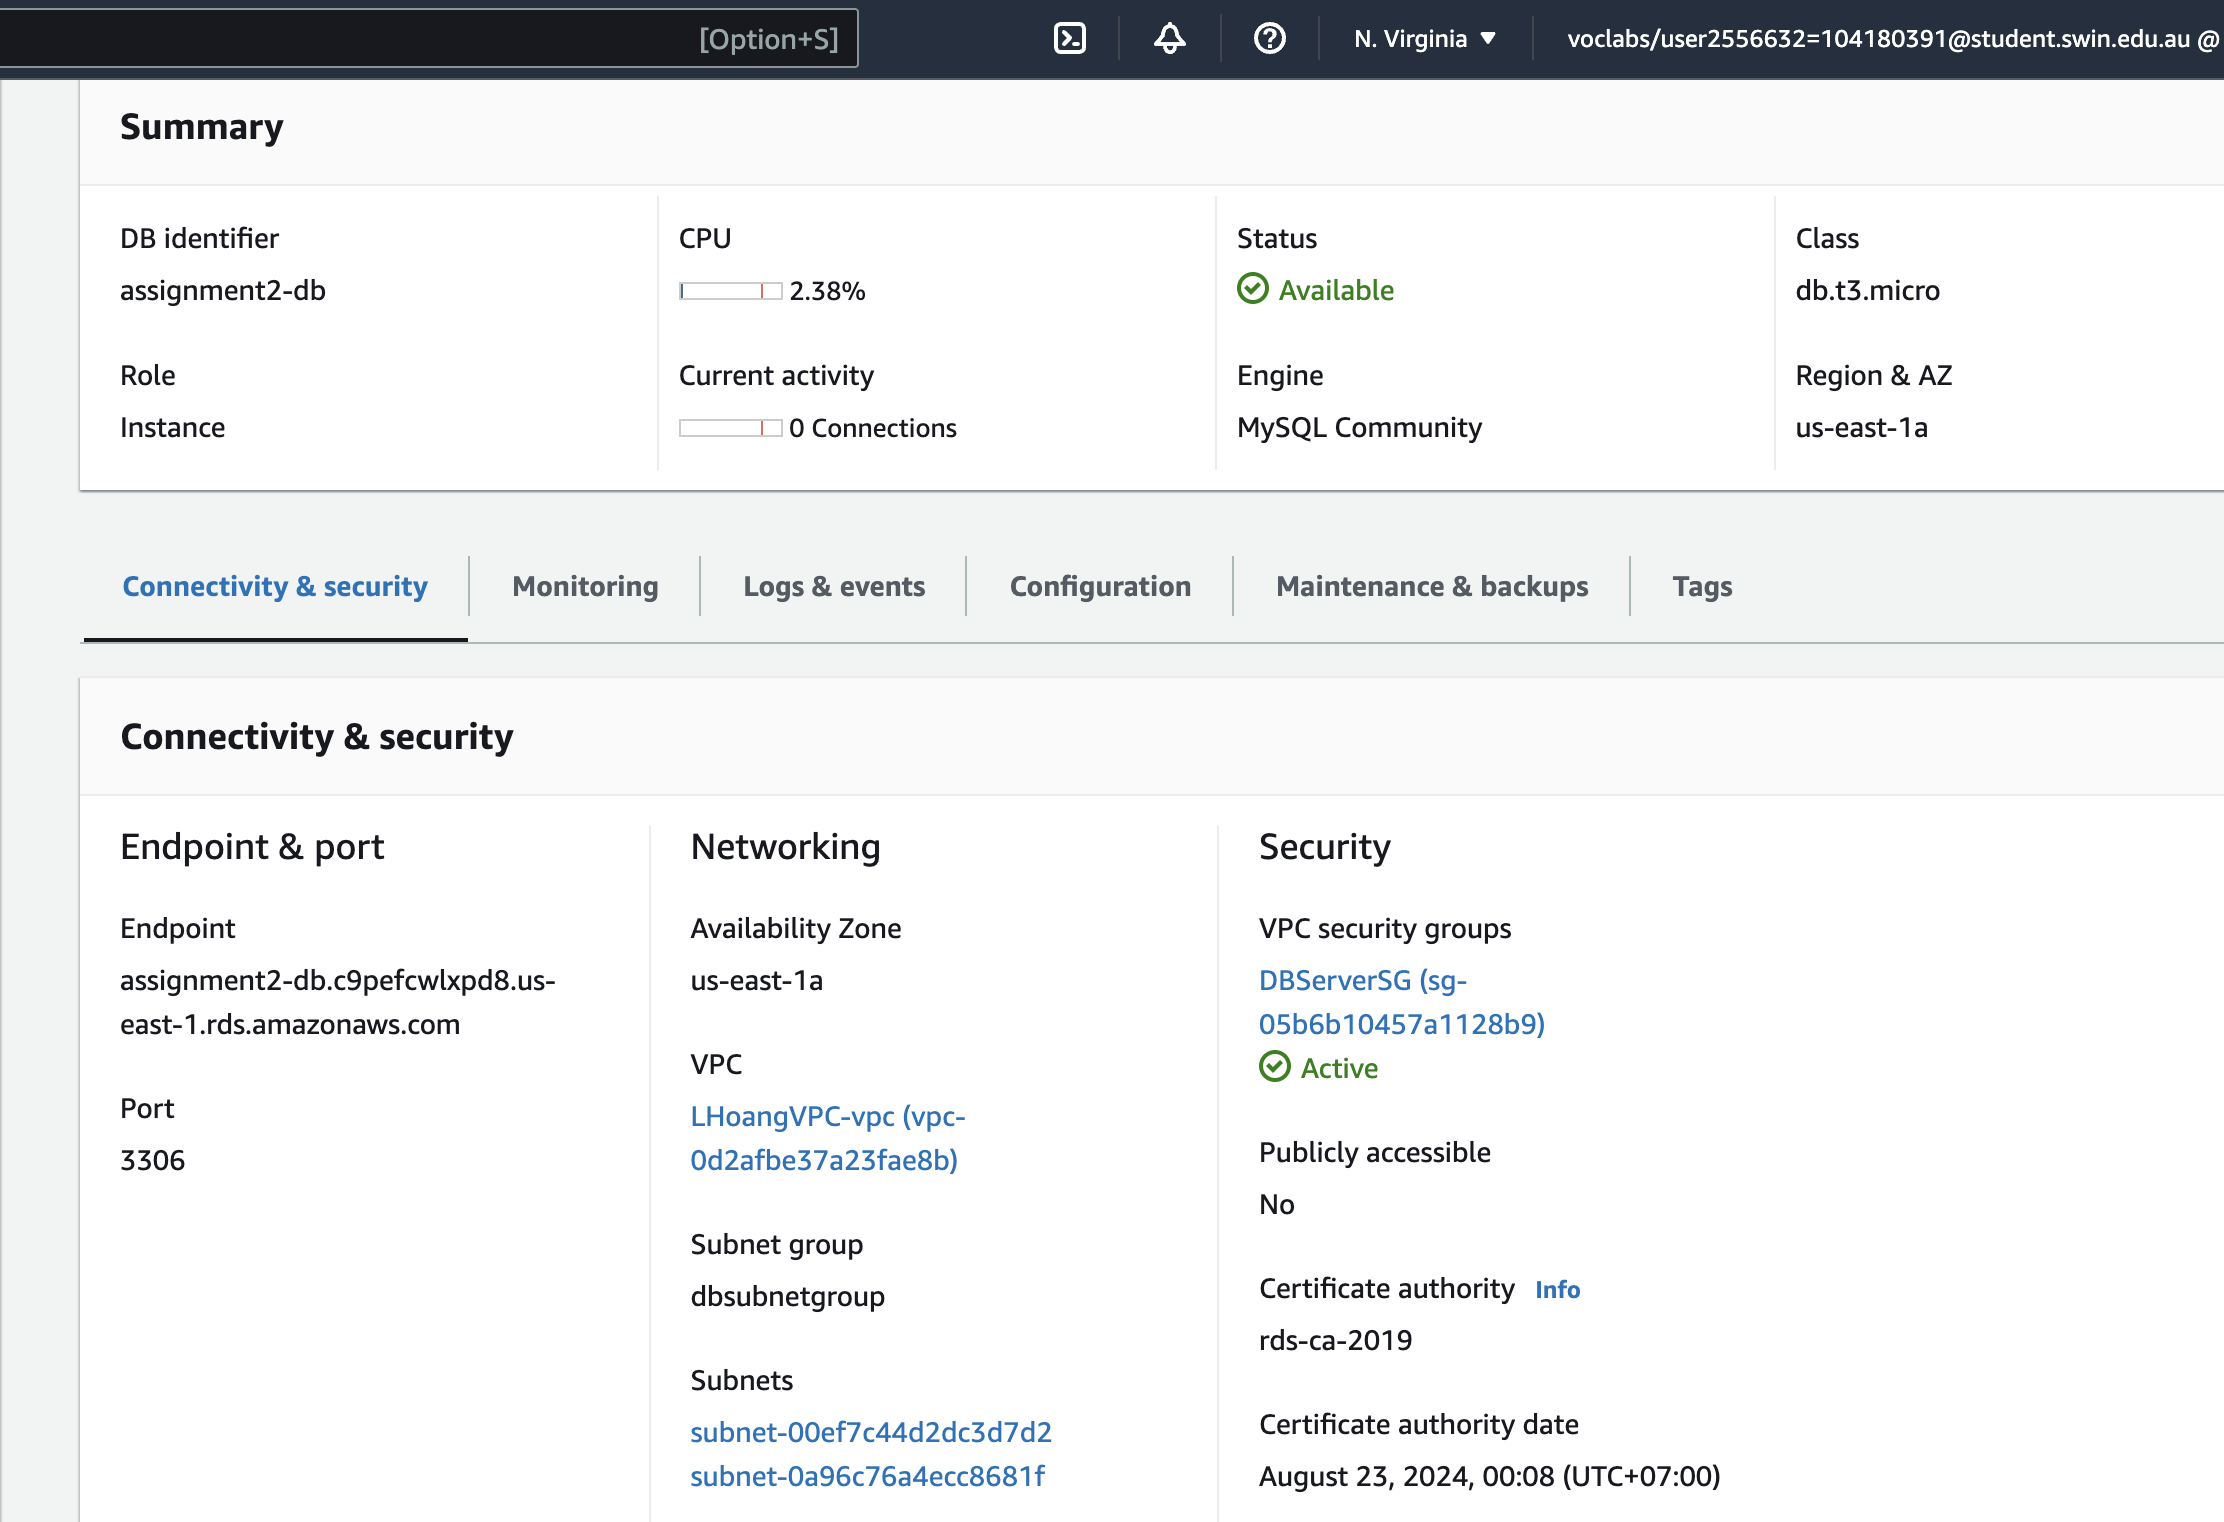 [Option+S]
N. Virginia
voclabs/user2556632=104180391@student.swin.edu.au @
Summary
DB identifier
assignment2-db
CPU
2.38%
Status
Available
Class
db.t3.micro
Role
Instance
Current activity
0 Connections
Engine
MySQL Community
Region & AZ
us-east-1a
Connectivity & security
Monitoring
Logs & events
Configuration
Maintenance & backups
Tags
Connectivity & security
Endpoint & port
Endpoint
assignment2-db.c9pefcwlxpd8.us-
east-1.rds.amazonaws.com
Port
3306
Networking
Availability Zone
us-east-1a
VPC
LHoangVPC-vpc (vpc-
0d2afbe37a23fae8b)
Subnet group
dbsubnetgroup
Subnets
subnet-00ef7c44d2dc3d7d2
subnet-0a96c76a4ecc8681f
Security
VPC security groups
DBServerSG (sg-
05b6b10457a1128b9)
Active
Publicly accessible
No
Certificate authority Info
rds-ca-2019
Certificate authority date
August 23, 2024, 00:08 (UTC+07:00)